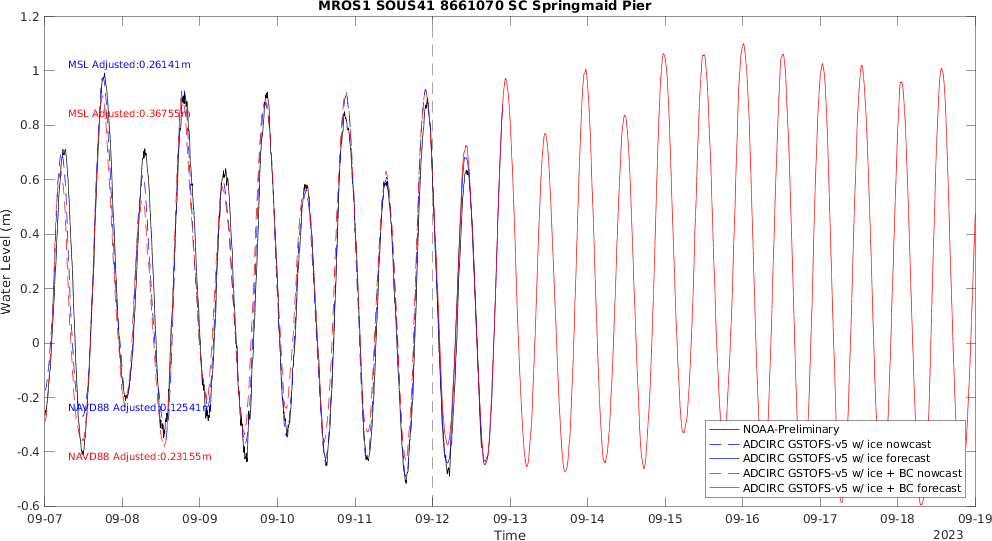 MROS1 SOUS41 8661070 SC Springmaid Pier
1.2
1
0.8
0.6
0.4
0.2
0
-0.2
-0.4
-0.6
Water Level (m)
MSL Adjusted:0.26141m
MSL Adjusted:0.36755m
NAVD88 Adjusted:0.12541m
NAVD88 Adjusted:0.23155m
NOAA-Preliminary
ADCIRC GSTOFS-v5 w/ ice nowcast
ADCIRC GSTOFS-v5 w/ ice forecast
ADCIRC GSTOFS-v5 w/ ice + BC nowcast
ADCIRC GSTOFS-v5 w/ ice + BC forecast
09-07 09-08 09-09 09-10 09-11 09-12 09-13 09-14 09-15 09-16 09-17 09-18 09-19
Time
2023